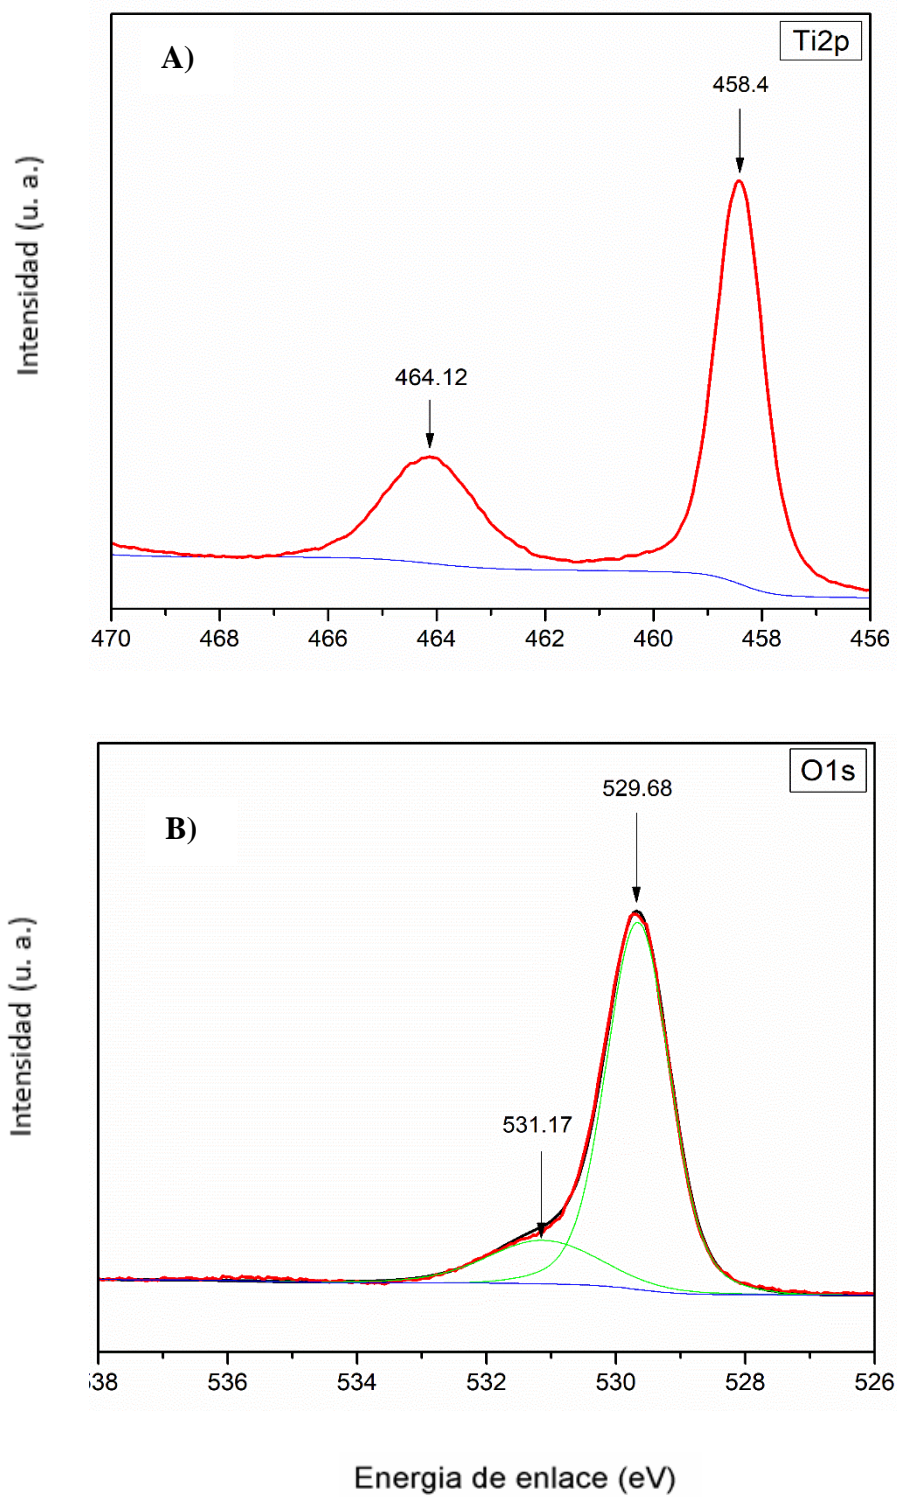 A)
Ti2p
458.4
464.12
Intensidad (u. a.)
470 468 466 464 462 460 458 456
O1s
529.68
B)
531.17
Intensidad (u. a.)
38 536 534 532 530 528 526
Energia de enlace (eV)